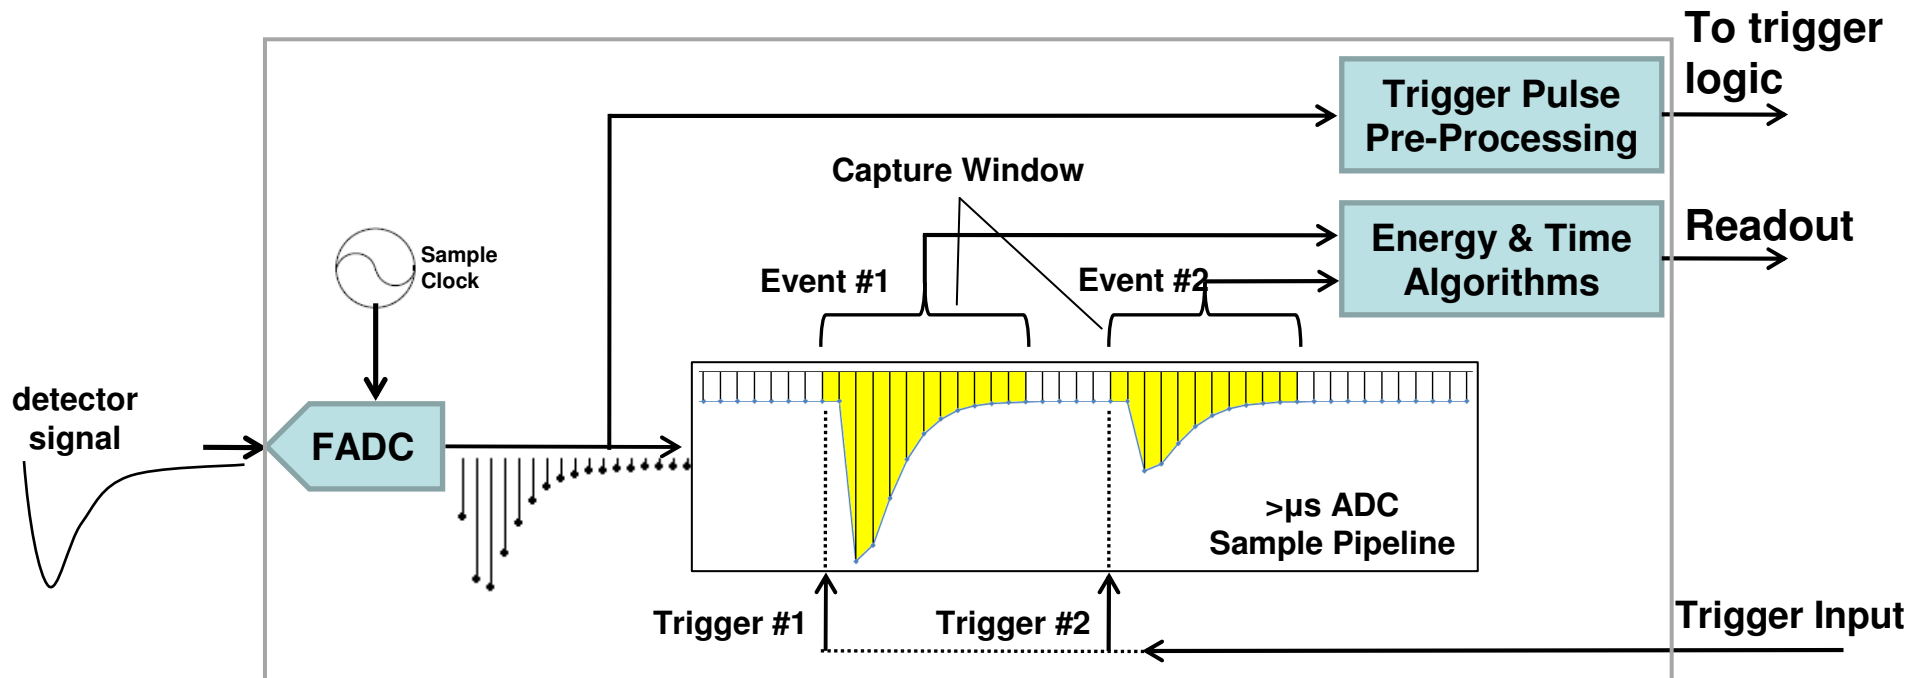 To trigger
logic
Trigger Pulse
Pre-Processing
Capture Window
Readout
Energy & Time
Algorithms
Sample
Clock
Event #1
Event #2
detector
signal
FADC
>µs ADC
Sample Pipeline
Trigger #1
Trigger #2
Trigger Input